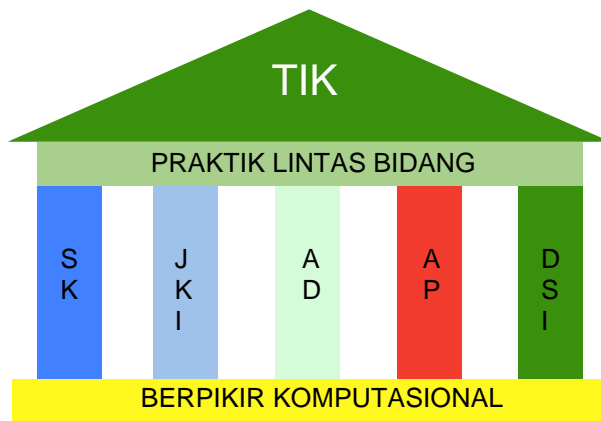 TIK
PRAKTIK LINTAS BIDANG
S
K
J
K
I
A
D
A
P
D
S
I
BERPIKIR KOMPUTASIONAL